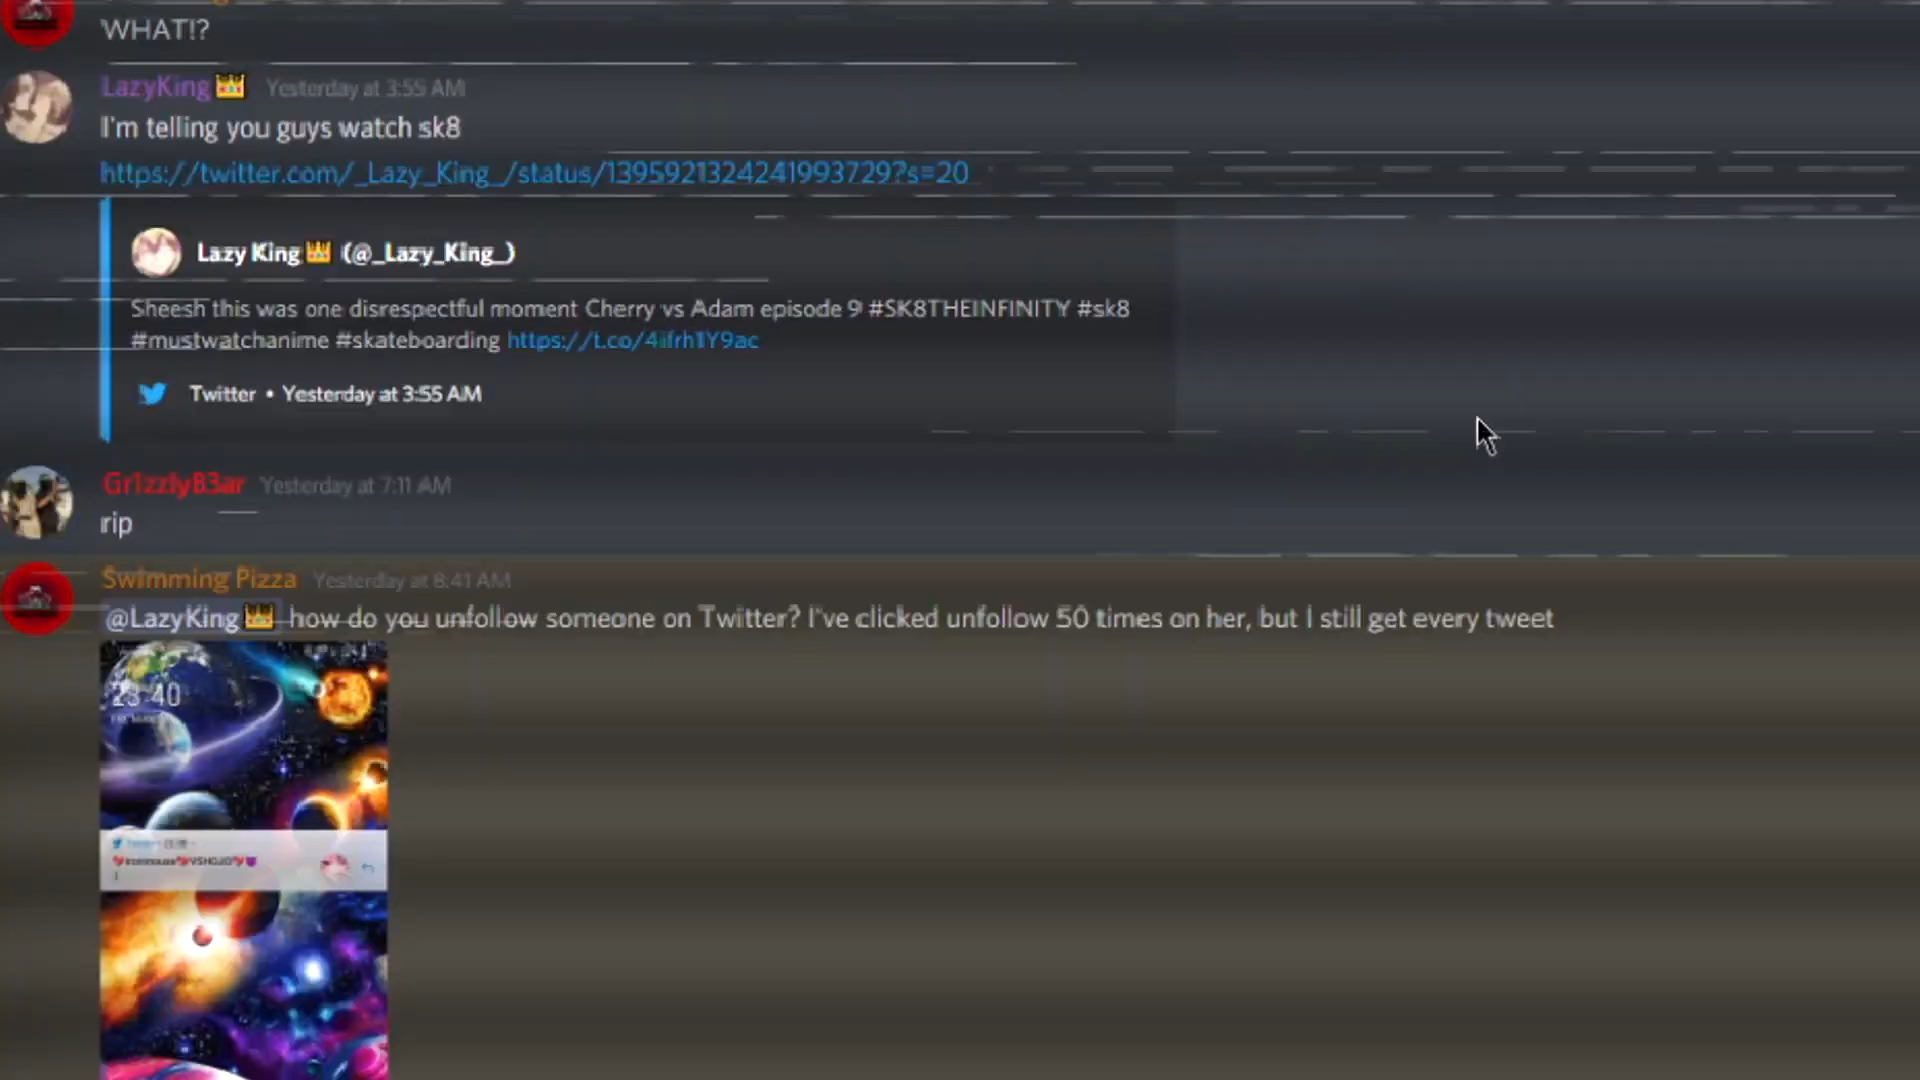 WHAT!?
LazyKing👑 Yesterday at 3:55 AM
I'm telling you guys watch sk8
https://twitter.com/_Lazy_King_/status/1395921324241993729?s=20
Lazy King👑 (@_Lazy_King_)
Sheesh this was one disrespectful moment Cherry vs Adam episode 9 #SK8THEINFINITY #sk8
#mustwatchanime #skateboarding https://t.co/4iifrh1Y9ac
Twitter • Yesterday at 3:55 AM
Gr1zzlyB3ar Yesterday at 7:11 AM
rip
Swimming Pizza Yesterday at 8:41 AM
@LazyKing👑 how do you unfollow someone on Twitter? I've clicked unfollow 50 times on her, but I still get every tweet
23:40
Twitter
ironmouse VSHOJO